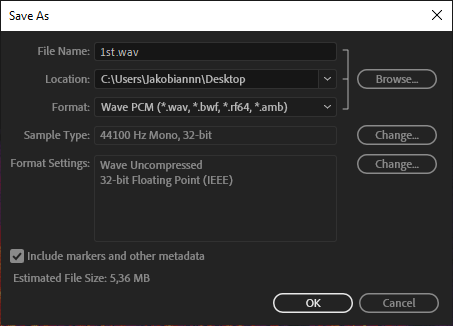 Save As
File Name: 1st.wav
Location: C:\Users\Jakobiannn\Desktop Browse...
Format: Wave PCM (*.wav, *.bwf, *.rf64, *.amb)
Sample Type: 44100 Hz Mono, 32-bit Change...
Format Settings: Wave Uncompressed Change...
32-bit Floating Point (IEEE)
Include markers and other metadata
Estimated File Size: 5,36 MB
OK Cancel